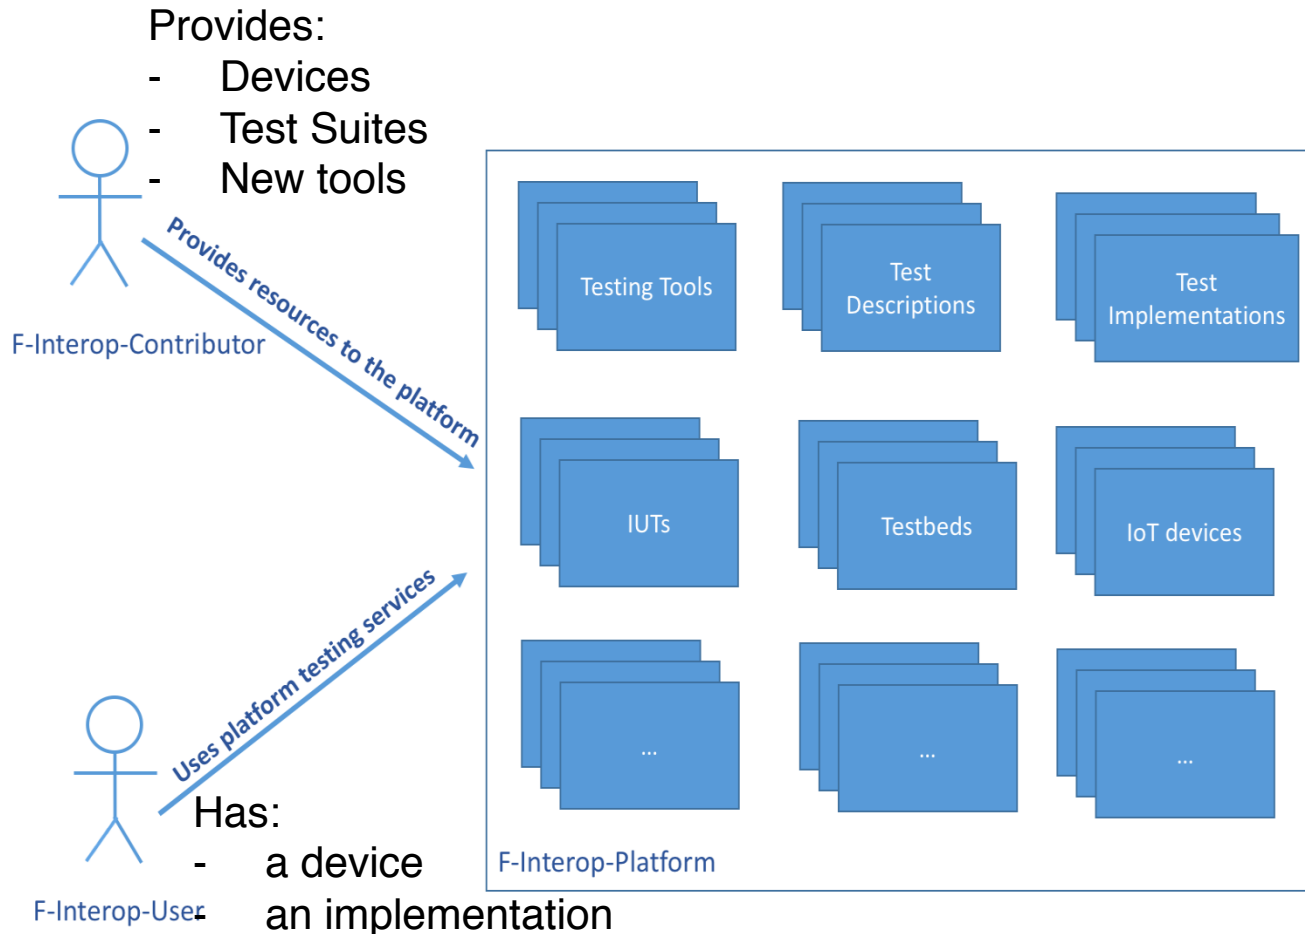 Provides:
- Devices
- Test Suites
- New tools
Provides resources to the platform
F-Interop-Contributor
Testing Tools
Test
Descriptions
Test
Implementations
IUTs
Testbeds
IoT devices
...
...
...
Uses platform testing services
Has:
- a device
- an implementation
F-Interop-User
F-Interop-Platform